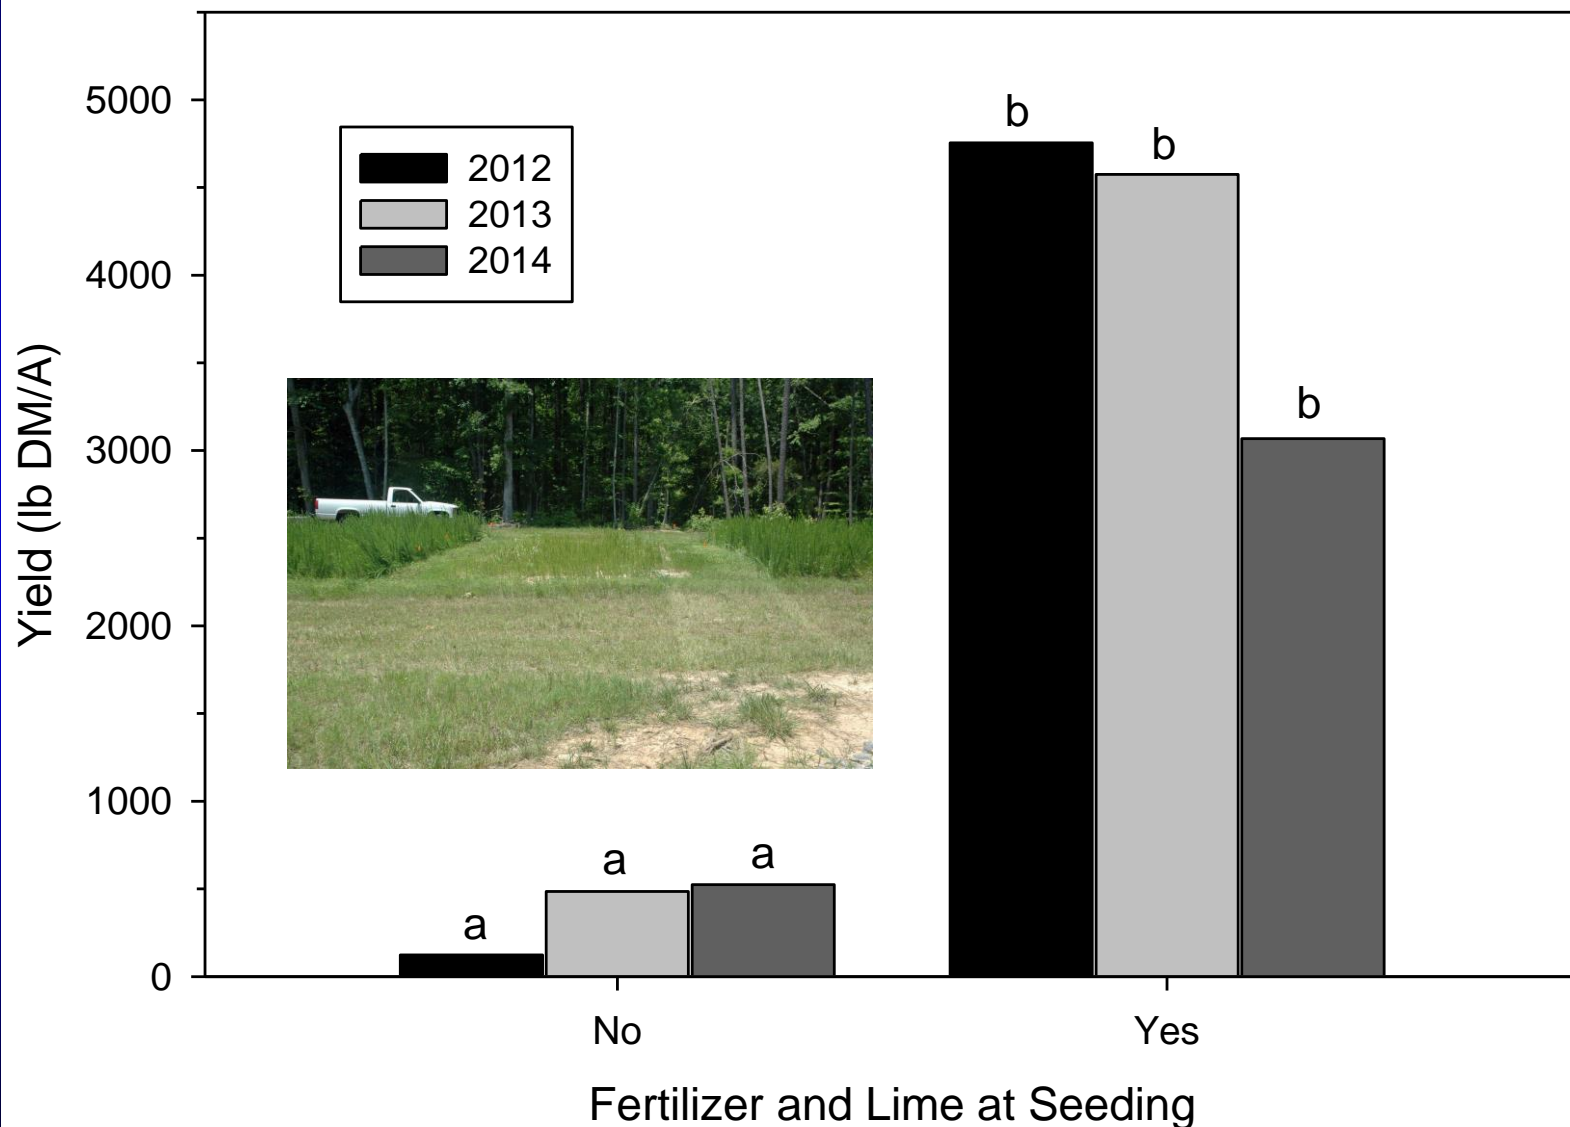 5000
4000
3000
2000
1000
0
Yield (lb DM/A)
2012
2013
2014
a
a
a
b
b
b
No
Yes
Fertilizer and Lime at Seeding